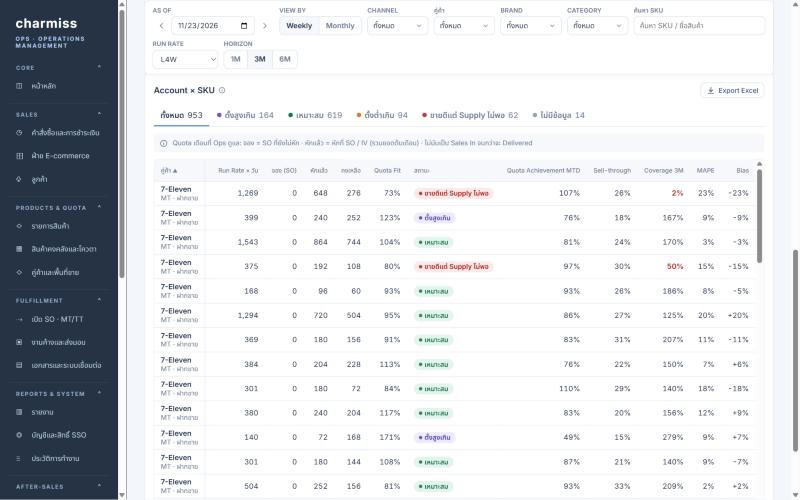 charmiss
OPS · OPERATIONS MANAGEMENT
CORE
หน้าหลัก
SALES
คำสั่งซื้อและการชำระเงิน
ฝ่าย E-commerce
ลูกค้า
PRODUCTS & QUOTA
รายการสินค้า
สินค้าคงคลังและโควตา
คู่ค้าและพื้นที่ขาย
FULFILLMENT
เปิด SO · MT/TT
งานค้างและส่งมอบ
เอกสารและระบบเชื่อมต่อ
REPORTS & SYSTEM
รายงาน
บัญชีและสิทธิ์ SSO
ประวัติการทำงาน
AFTER-SALES
AS OF VIEW BY CHANNEL คู่ค้า BRAND CATEGORY ค้นหา SKU
11/23/2026 Weekly Monthly ทั้งหมด ทั้งหมด ทั้งหมด ทั้งหมด ค้นหา SKU / ชื่อสินค้า
RUN RATE HORIZON
L4W 1M 3M 6M
Account × SKU Export Excel
ทั้งหมด 953 ตั้งสูงเกิน 164 เหมาะสม 619 ตั้งต่ำเกิน 94 ขายดีแต่ Supply ไม่พอ 62 ไม่มีข้อมูล 14
Quota เดือนที่ Ops ดูแล: จอง = SO ที่ยังไม่หัก · หักแล้ว = หักที่ SO / IV (รวมยอดต้นเดือน) · ไม่นับเป็น Sales In จนกว่าจะ Delivered
คู่ค้า ▲ Run Rate × วัน จอง (SO) หักแล้ว คงเหลือ Quota Fit สถานะ Quota Achievement MTD Sell-through Coverage 3M MAPE Bias
7-Eleven
MT · ฝากขาย
1,269 0 648 276 73% ขายดีแต่ Supply ไม่พอ 107% 26% 2% 23% -23%
7-Eleven
MT · ฝากขาย
399 0 240 252 123% ตั้งสูงเกิน 76% 18% 167% 9% -9%
7-Eleven
MT · ฝากขาย
1,543 0 864 744 104% เหมาะสม 81% 24% 170% 3% -3%
7-Eleven
MT · ฝากขาย
375 0 192 108 80% ขายดีแต่ Supply ไม่พอ 97% 30% 50% 15% -15%
7-Eleven
MT · ฝากขาย
168 0 96 60 93% เหมาะสม 93% 26% 186% 8% -5%
7-Eleven
MT · ฝากขาย
1,294 0 720 504 95% เหมาะสม 86% 27% 125% 20% +20%
7-Eleven
MT · ฝากขาย
369 0 180 156 91% เหมาะสม 83% 31% 207% 11% -11%
7-Eleven
MT · ฝากขาย
384 0 204 228 113% เหมาะสม 76% 22% 150% 7% +6%
7-Eleven
MT · ฝากขาย
301 0 180 72 84% เหมาะสม 110% 29% 140% 18% -18%
7-Eleven
MT · ฝากขาย
380 0 240 204 117% เหมาะสม 83% 20% 156% 12% +9%
7-Eleven
MT · ฝากขาย
140 0 72 168 171% ตั้งสูงเกิน 49% 15% 279% 9% +7%
7-Eleven
MT · ฝากขาย
301 0 180 144 108% เหมาะสม 87% 21% 140% 9% -7%
7-Eleven
MT · ฝากขาย
504 0 252 156 81% เหมาะสม 93% 33% 209% 2% +2%